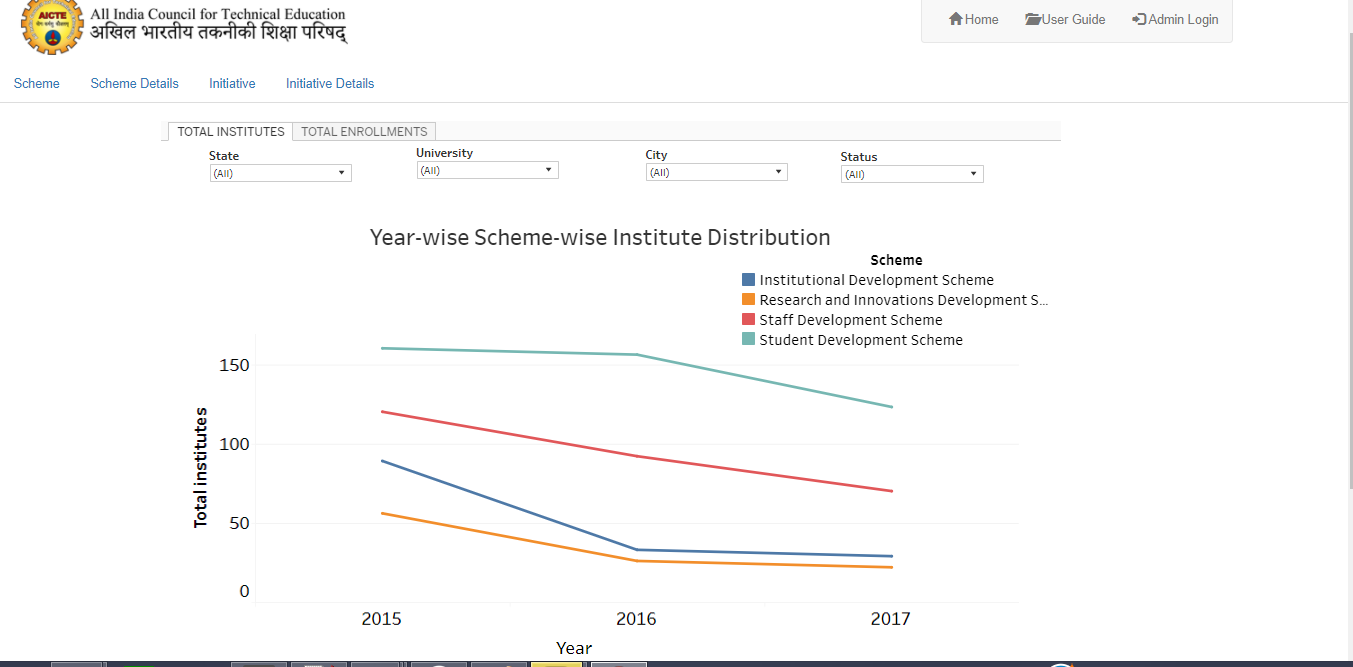 AICTE
All India Council for Technical Education
अखिल भारतीय तकनीकी शिक्षा परिषद्
Home User Guide Admin Login
Scheme Scheme Details Initiative Initiative Details
TOTAL INSTITUTES TOTAL ENROLLMENTS
State University City Status
(All) (All) (All) (All)
Year-wise Scheme-wise Institute Distribution
Scheme
Institutional Development Scheme
Research and Innovations Development S...
Staff Development Scheme
Student Development Scheme
Total institutes
150
100
50
0
2015 2016 2017
Year